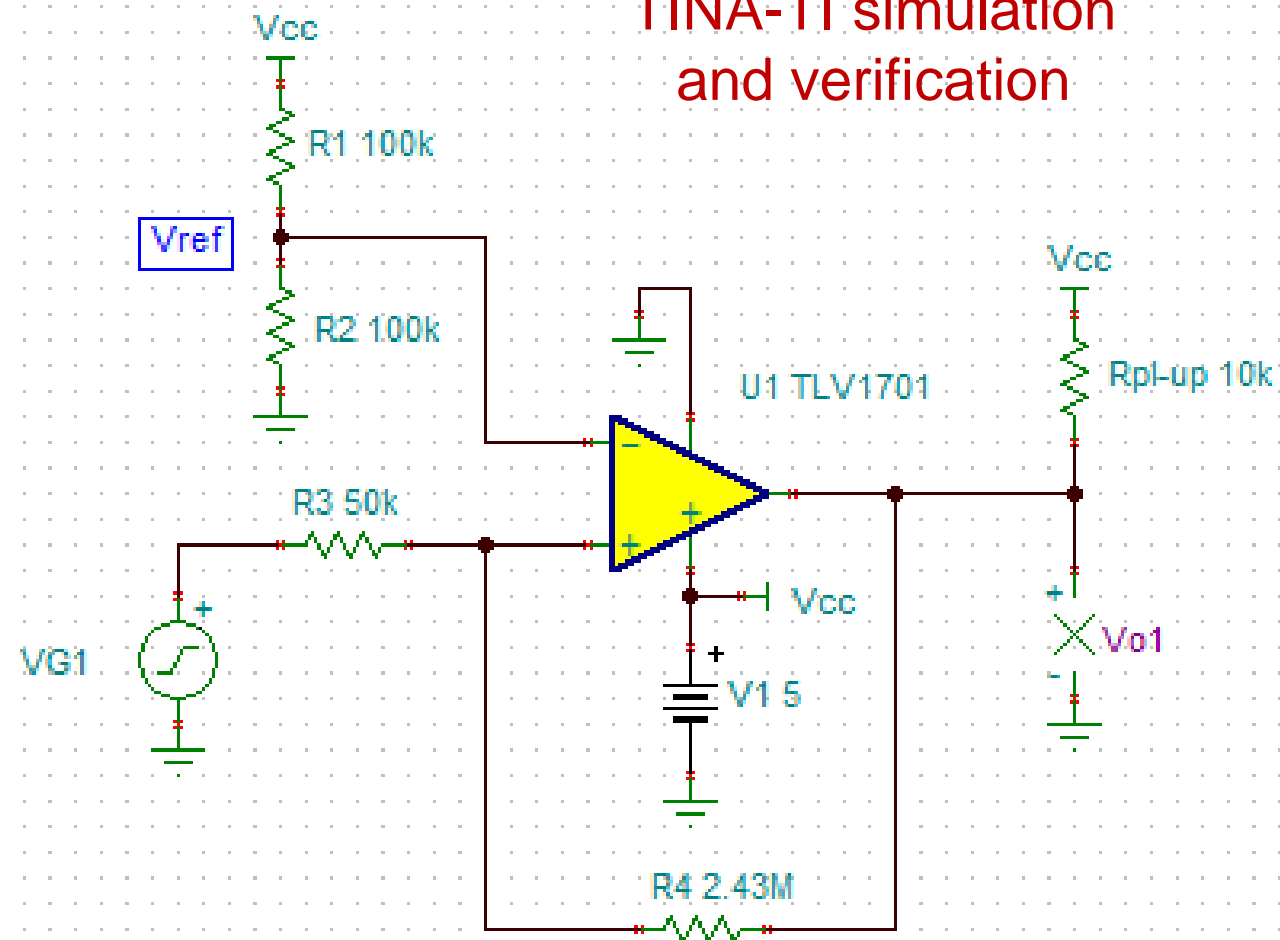 TINA-TI simulation
and verification
Vcc
R1 100k
Vref
R2 100k
Vcc
Rpl-up 10k
U1 TLV1701
R3 50k
Vcc
VG1
V1 5
Vo1
R4 2.43M